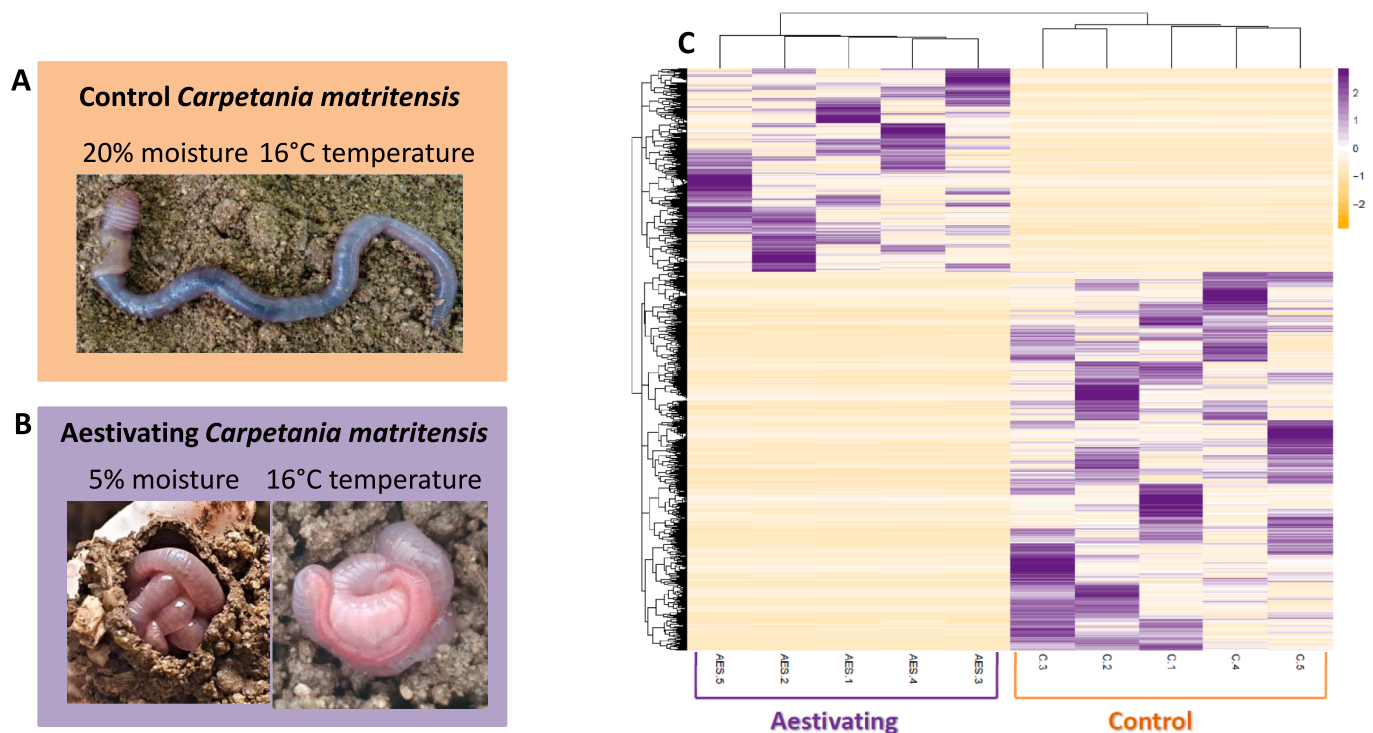 A
Control Carpetania matritensis
20% moisture 16°C temperature
B
Aestivating Carpetania matritensis
5% moisture 16°C temperature
C
2
1
0
−1
−2
AES.5
AES.2
AES.1
AES.4
AES.3
C.3
C.2
C.1
C.4
C.5
Aestivating
Control